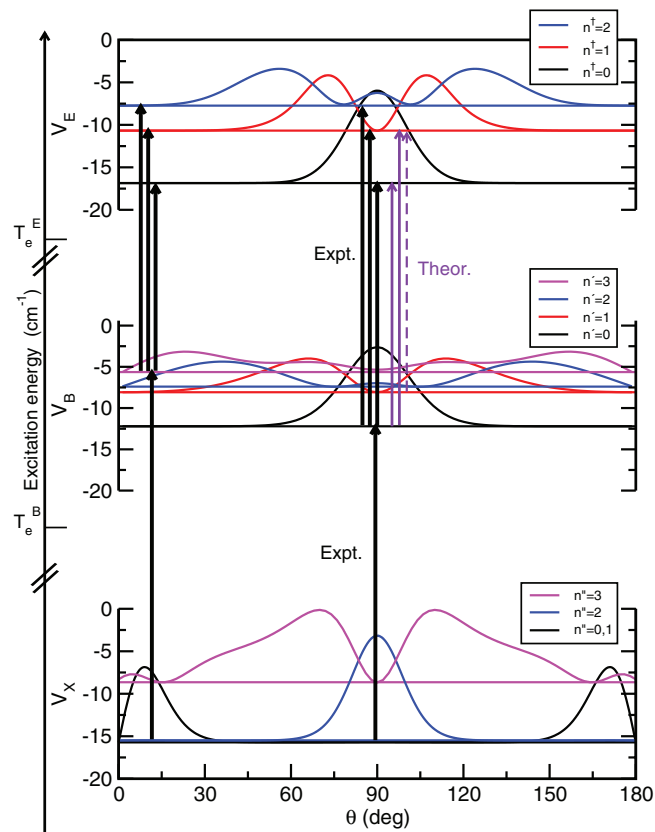 n†=2
n†=1
n†=0
0
-5
-10
-15
-20
V_E
T_e^E
Expt.
Theor.
n´=3
n´=2
n´=1
n´=0
0
-5
-10
-15
-20
V_B
Excitation energy (cm⁻¹)
T_e^B
Expt.
n"=3
n"=2
n"=0,1
0
-5
-10
-15
-20
V_X
0 30 60 90 120 150 180
θ (deg)